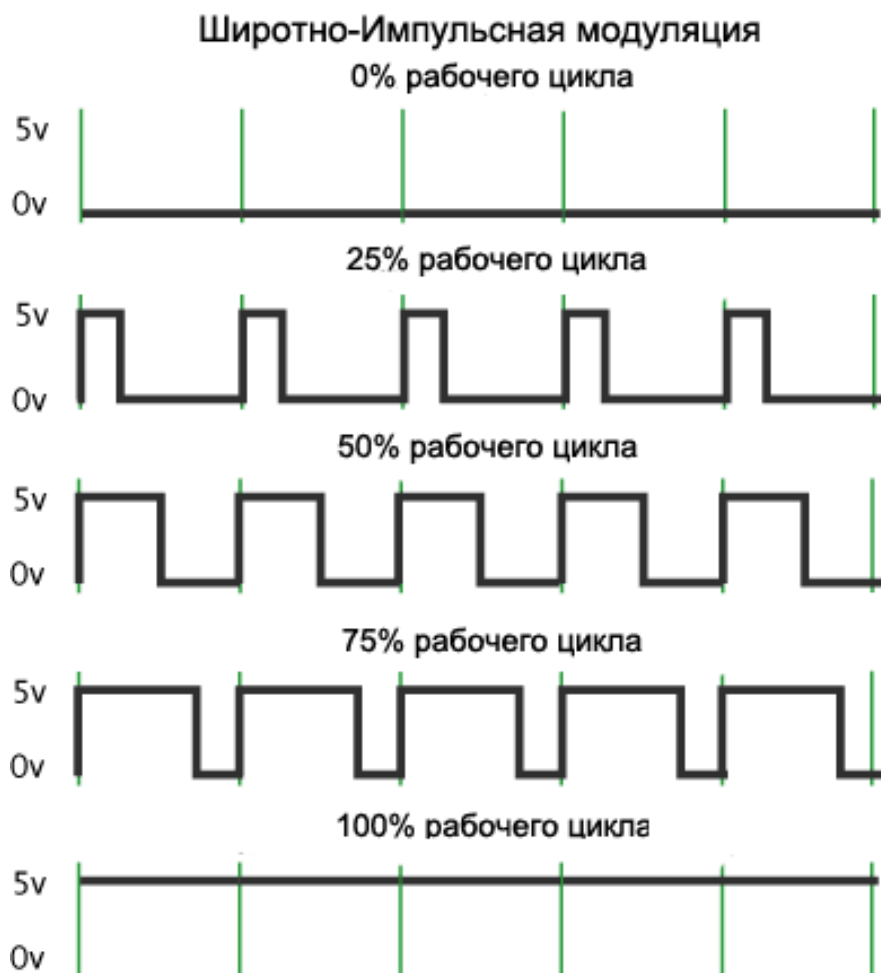 Широтно-Импульсная модуляция
0% рабочего цикла
5v
0v
25% рабочего цикла
5v
0v
50% рабочего цикла
5v
0v
75% рабочего цикла
5v
0v
100% рабочего цикла
5v
0v